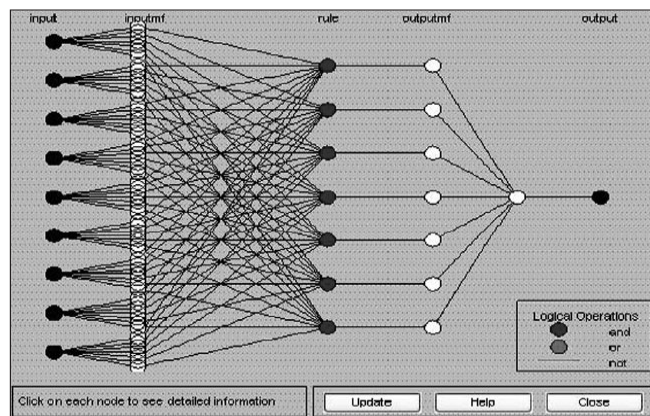 input inputmf rule outputmf output
Logical Operations
and
or
not
Click on each node to see detailed information
Update
Help
Close